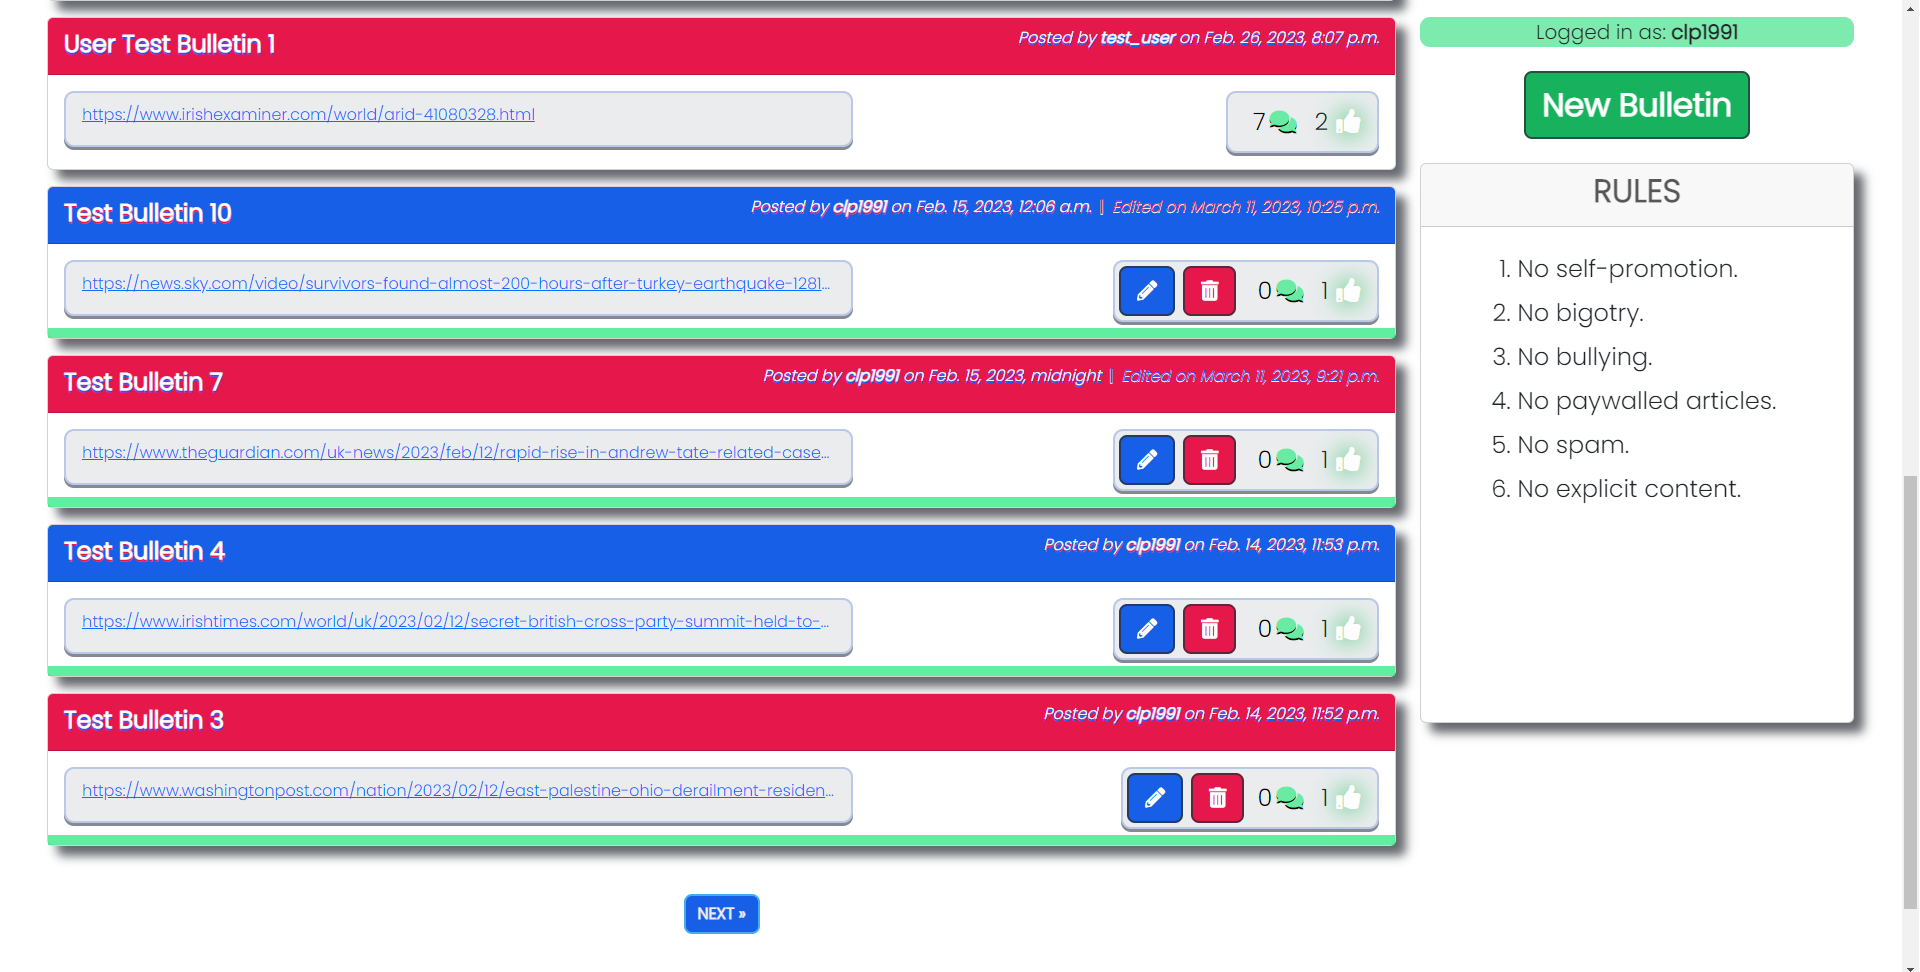 User Test Bulletin 1
Posted by test_user on Feb. 26, 2023, 8:07 p.m.
https://www.irishexaminer.com/world/arid-41080328.html
7 2
Test Bulletin 10
Posted by clp1991 on Feb. 15, 2023, 12:06 a.m. | Edited on March 11, 2023, 10:25 p.m.
https://news.sky.com/video/survivors-found-almost-200-hours-after-turkey-earthquake-1281...
0 1
Test Bulletin 7
Posted by clp1991 on Feb. 15, 2023, midnight | Edited on March 11, 2023, 9:21 p.m.
https://www.theguardian.com/uk-news/2023/feb/12/rapid-rise-in-andrew-tate-related-case...
0 1
Test Bulletin 4
Posted by clp1991 on Feb. 14, 2023, 11:53 p.m.
https://www.irishtimes.com/world/uk/2023/02/12/secret-british-cross-party-summit-held-to-...
0 1
Test Bulletin 3
Posted by clp1991 on Feb. 14, 2023, 11:52 p.m.
https://www.washingtonpost.com/nation/2023/02/12/east-palestine-ohio-derailment-residen...
0 1
NEXT »
Logged in as: clp1991
New Bulletin
RULES
1. No self-promotion.
2. No bigotry.
3. No bullying.
4. No paywalled articles.
5. No spam.
6. No explicit content.